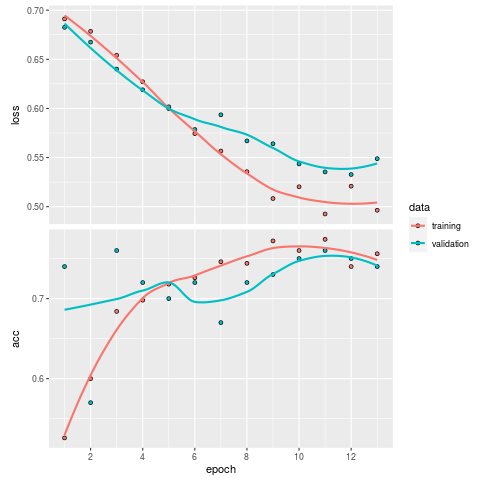 0.70
0.65
0.60
0.55
0.50
loss
0.7
0.6
acc
2 4 6 8 10 12
epoch
data
training
validation